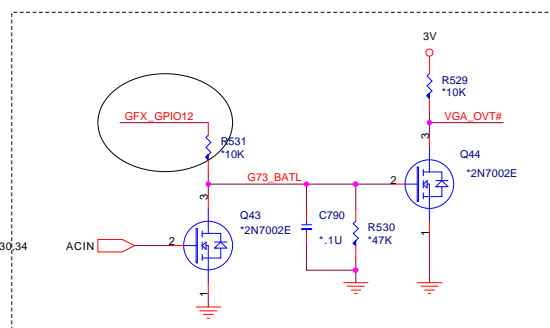 3V
R529
*10K
GFX_GPIO12
VGA_OVT#
R531
*10K
3
Q44
G73_BATL
2
*2N7002E
3
Q43
*2N7002E
C790
*.1U
R530
*47K
30,34
ACIN
2
1
1